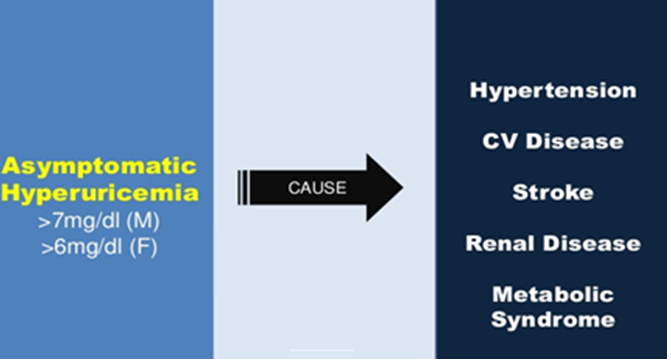 Asymptomatic
Hyperuricemia
>7mg/dl (M)
>6mg/dl (F)
CAUSE
Hypertension
CV Disease
Stroke
Renal Disease
Metabolic
Syndrome